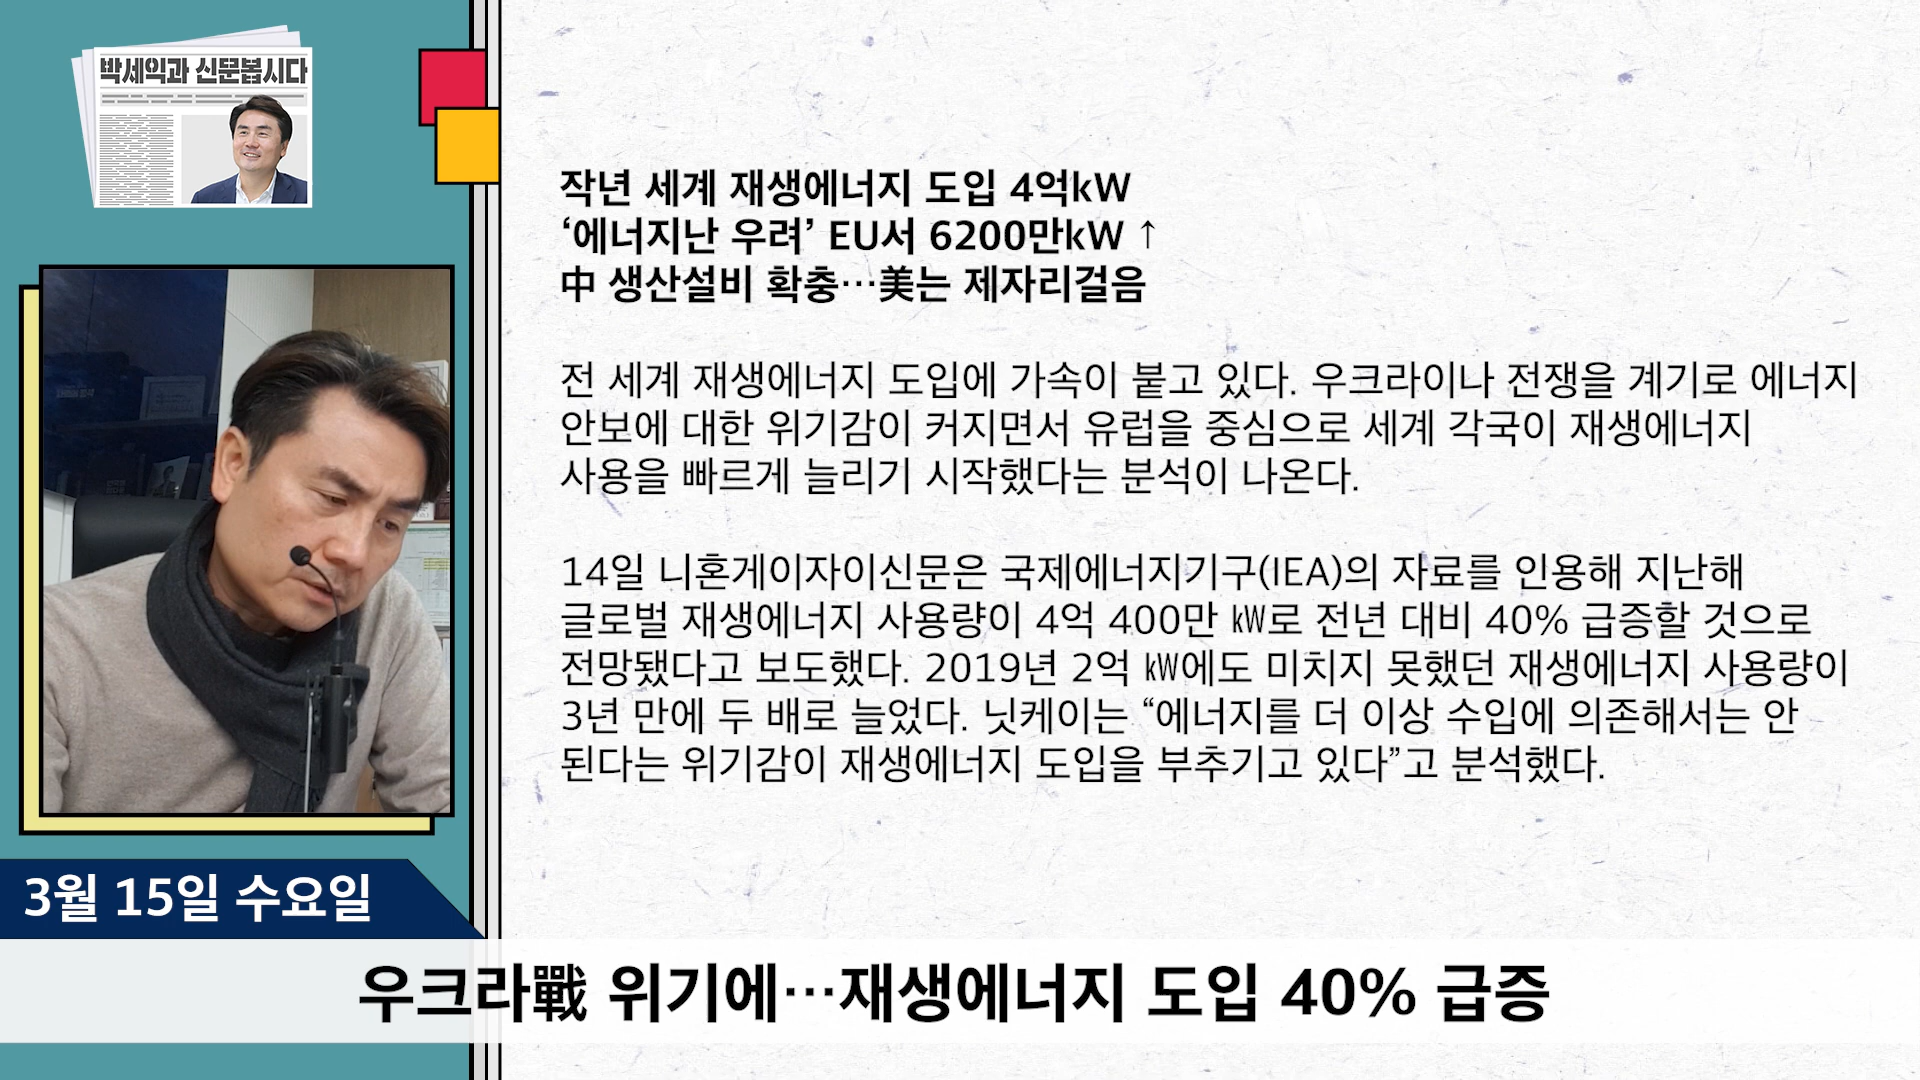 박세익과 신문봅시다
작년 세계 재생에너지 도입 4억kW
‘에너지난 우려’ EU서 6200만kW ↑
中 생산설비 확충…美는 제자리걸음
전 세계 재생에너지 도입에 가속이 붙고 있다. 우크라이나 전쟁을 계기로 에너지
안보에 대한 위기감이 커지면서 유럽을 중심으로 세계 각국이 재생에너지
사용을 빠르게 늘리기 시작했다는 분석이 나온다.
14일 니혼게이자이신문은 국제에너지기구(IEA)의 자료를 인용해 지난해
글로벌 재생에너지 사용량이 4억 400만 ㎾로 전년 대비 40% 급증할 것으로
전망됐다고 보도했다. 2019년 2억 ㎾에도 미치지 못했던 재생에너지 사용량이
3년 만에 두 배로 늘었다. 닛케이는 “에너지를 더 이상 수입에 의존해서는 안
된다는 위기감이 재생에너지 도입을 부추기고 있다”고 분석했다.
3월 15일 수요일
우크라戰 위기에…재생에너지 도입 40% 급증